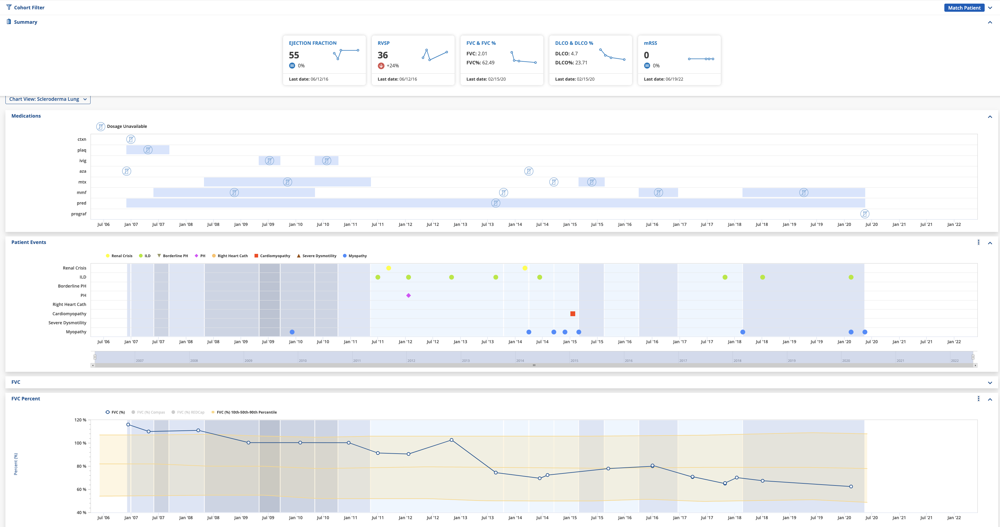 Cohort Filter
Match Patient
Summary
EJECTION FRACTION
55
0%
Last date: 06/12/16
RVSP
36
+24%
Last date: 06/12/16
FVC & FVC %
FVC: 2.01
FVC%: 62.49
Last date: 02/15/20
DLCO & DLCO %
DLCO: 4.7
DLCO%: 23.71
Last date: 02/15/20
mRSS
0
0%
Last date: 06/19/22
Chart View: Scleroderma Lung
Medications
Dosage Unavailable
ctxn
plaq
ivig
aza
mtx
mmf
pred
prograf
Jul '06 Jan '07 Jul '07 Jan '08 Jul '08 Jan '09 Jul '09 Jan '10 Jul '10 Jan '11 Jul '11 Jan '12 Jul '12 Jan '13 Jul '13 Jan '14 Jul '14 Jan '15 Jul '15 Jan '16 Jul '16 Jan '17 Jul '17 Jan '18 Jul '18 Jan '19 Jul '19 Jan '20 Jul '20 Jan '21 Jul '21 Jan '22
Patient Events
Renal Crisis ILD Borderline PH PH Right Heart Cath Cardiomyopathy Severe Dysmotility Myopathy
Renal Crisis
ILD
Borderline PH
PH
Right Heart Cath
Cardiomyopathy
Severe Dysmotility
Myopathy
Jul '06 Jan '07 Jul '07 Jan '08 Jul '08 Jan '09 Jul '09 Jan '10 Jul '10 Jan '11 Jul '11 Jan '12 Jul '12 Jan '13 Jul '13 Jan '14 Jul '14 Jan '15 Jul '15 Jan '16 Jul '16 Jan '17 Jul '17 Jan '18 Jul '18 Jan '19 Jul '19 Jan '20 Jul '20 Jan '21 Jul '21 Jan '22
2007 2008 2009 2010 2011 2012 2013 2014 2015 2016 2017 2018 2019 2020 2021 2022
FVC
FVC Percent
FVC (%) FVC (%) Compas FVC (%) REDCap FVC (%) 10th-50th-90th Percentile
120 %
100 %
80 %
60 %
40 %
Percent (%)
Jul '06 Jan '07 Jul '07 Jan '08 Jul '08 Jan '09 Jul '09 Jan '10 Jul '10 Jan '11 Jul '11 Jan '12 Jul '12 Jan '13 Jul '13 Jan '14 Jul '14 Jan '15 Jul '15 Jan '16 Jul '16 Jan '17 Jul '17 Jan '18 Jul '18 Jan '19 Jul '19 Jan '20 Jul '20 Jan '21 Jul '21 Jan '22